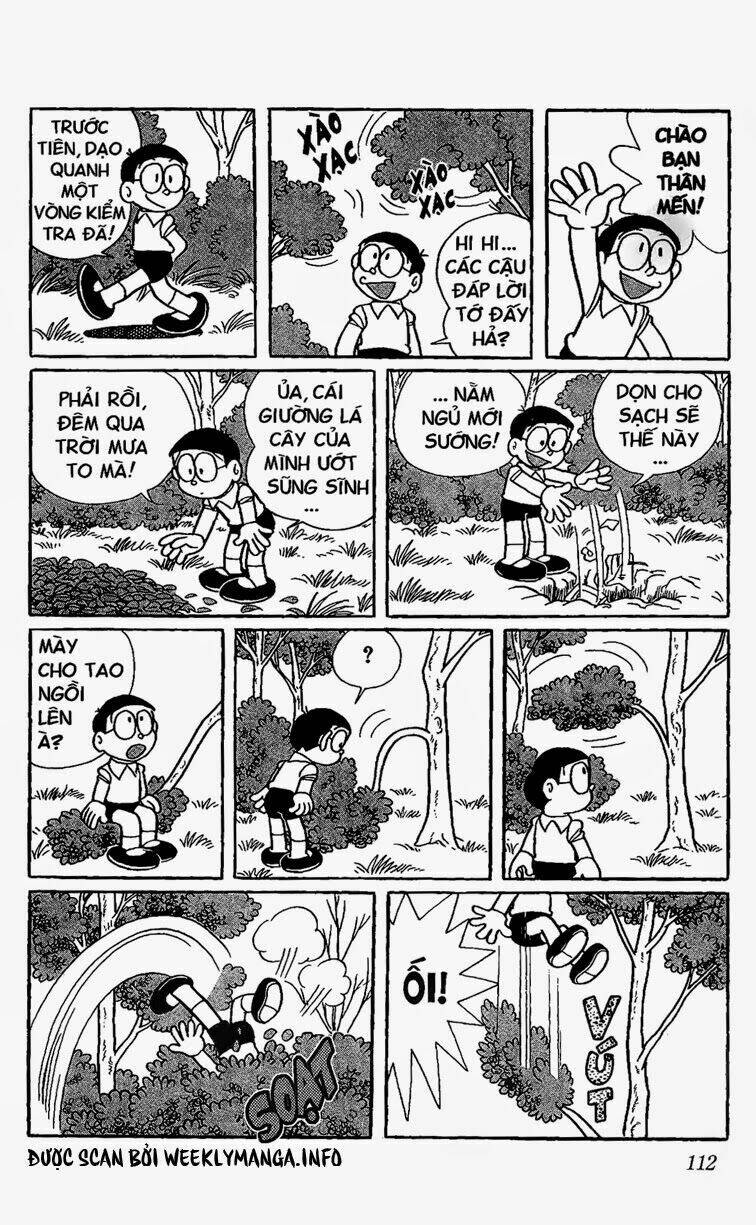 TRƯỚC
TIÊN, DẠO
QUANH
MỘT
VÒNG KIỂM
TRA ĐÃ!
XÀO
XẠC
XÀO
XẠC
HI HI...
CÁC CẬU
ĐÁP LỜI
TỚ ĐẤY
HẢ?
CHÀO
BẠN
THÂN
MẾN!
PHẢI RỒI,
ĐÊM QUA
TRỜI MƯA
TO MÀ!
ỦA, CÁI
GIƯỜNG LÁ
CÂY CỦA
MÌNH ƯỚT
SŨNG SĨNH
...
... NẰM
NGỦ MỚI
SƯỚNG!
DỌN CHO
SẠCH SẼ
THẾ NÀY
...
MÀY
CHO TAO
NGỒI
LÊN
À?
?
SOẠT
ỐI!
VÚT
ĐƯỢC SCAN BỞI WEEKLYMANGA.INFO
112